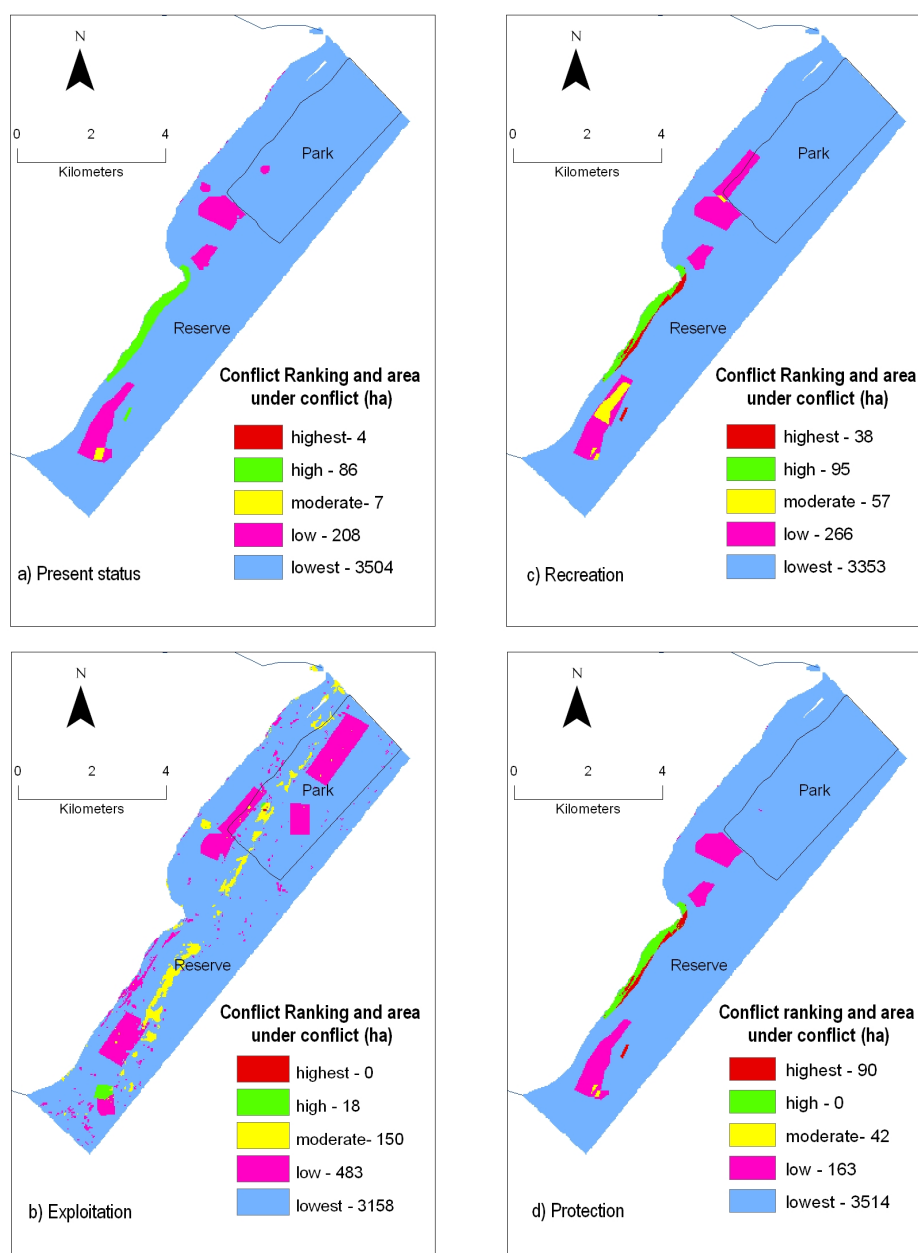 N
0 2 4
Kilometers
Park
Reserve
Conflict Ranking and area
under conflict (ha)
highest- 4
high - 86
moderate- 7
low - 208
lowest - 3504
a) Present status
N
0 2 4
Kilometers
Park
Reserve
Conflict Ranking and area
under conflict (ha)
highest - 38
high - 95
moderate - 57
low - 266
lowest - 3353
c) Recreation
N
0 2 4
Kilometers
Park
Reserve
Conflict Ranking and area
under conflict (ha)
highest - 0
high - 18
moderate- 150
low - 483
lowest - 3158
b) Exploitation
N
0 2 4
Kilometers
Park
Reserve
Conflict ranking and area
under conflict (ha)
highest - 90
high - 0
moderate- 42
low - 163
lowest - 3514
d) Protection